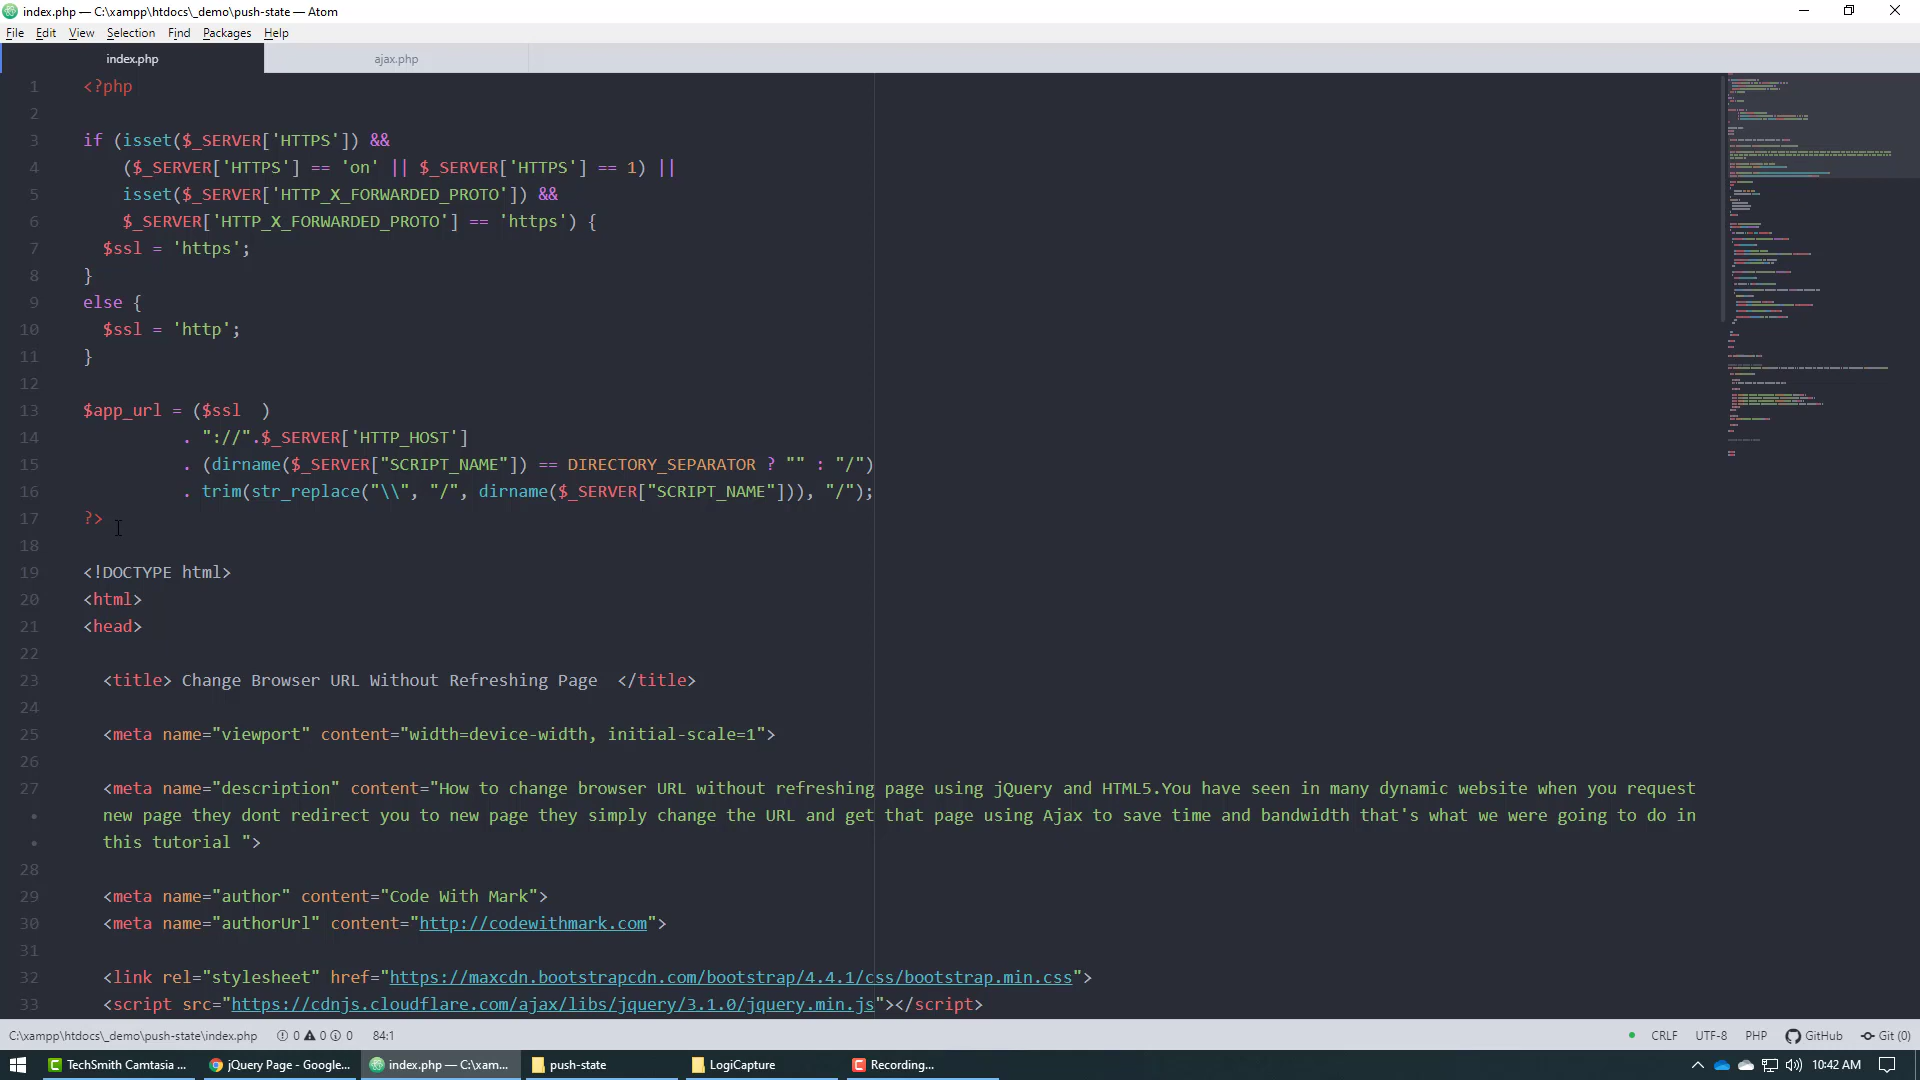 index.php — C:\xampp\htdocs\_demo\push-state — Atom
File Edit View Selection Find Packages Help
index.php ajax.php
1 <?php
2
3 if (isset($_SERVER['HTTPS']) &&
4 ($_SERVER['HTTPS'] == 'on' || $_SERVER['HTTPS'] == 1) ||
5 isset($_SERVER['HTTP_X_FORWARDED_PROTO']) &&
6 $_SERVER['HTTP_X_FORWARDED_PROTO'] == 'https') {
7 $ssl = 'https';
8 }
9 else {
10 $ssl = 'http';
11 }
12
13 $app_url = ($ssl  )
14 . "://".$_SERVER['HTTP_HOST']
15 . (dirname($_SERVER["SCRIPT_NAME"]) == DIRECTORY_SEPARATOR ? "" : "/")
16 . trim(str_replace("\\", "/", dirname($_SERVER["SCRIPT_NAME"])), "/");
17 ?>
18
19 <!DOCTYPE html>
20 <html>
21 <head>
22
23 <title> Change Browser URL Without Refreshing Page  </title>
24
25 <meta name="viewport" content="width=device-width, initial-scale=1">
26
27 <meta name="description" content="How to change browser URL without refreshing page using jQuery and HTML5.You have seen in many dynamic website when you request
• new page they dont redirect you to new page they simply change the URL and get that page using Ajax to save time and bandwidth that's what we were going to do in
• this tutorial ">
28
29 <meta name="author" content="Code With Mark">
30 <meta name="authorUrl" content="http://codewithmark.com">
31
32 <link rel="stylesheet" href="https://maxcdn.bootstrapcdn.com/bootstrap/4.4.1/css/bootstrap.min.css">
33 <script src="https://cdnjs.cloudflare.com/ajax/libs/jquery/3.1.0/jquery.min.js"></script>
C:\xampp\htdocs\_demo\push-state\index.php 0 0 0 84:1 CRLF UTF-8 PHP GitHub Git (0)
TechSmith Camtasia ... jQuery Page - Google... index.php — C:\xam... push-state LogiCapture Recording... 10:42 AM